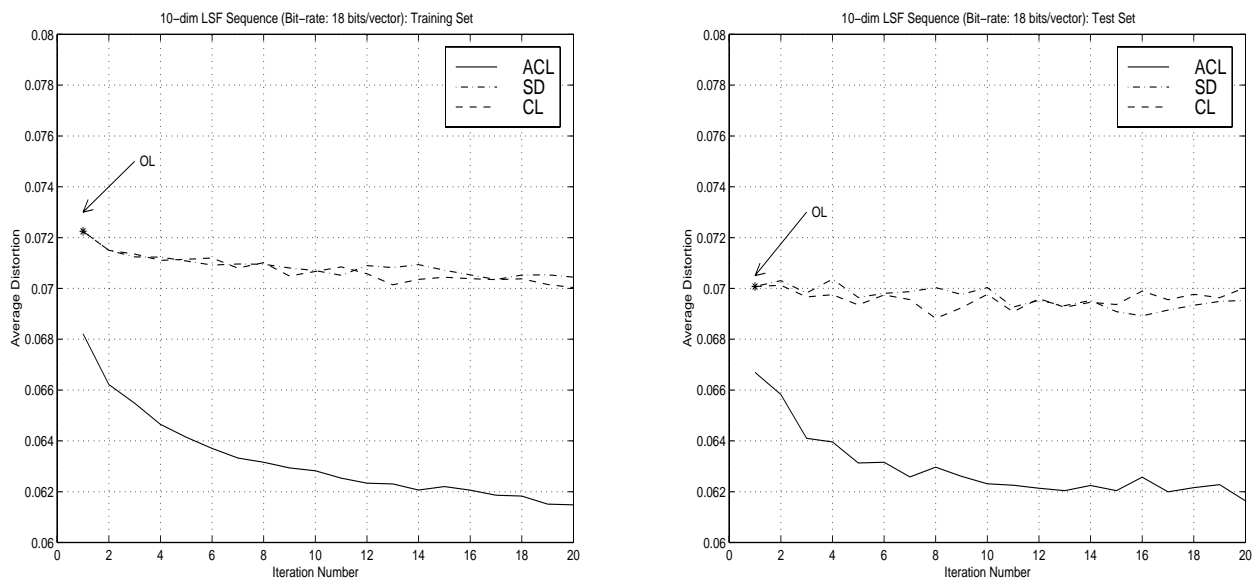 10-dim LSF Sequence (Bit-rate: 18 bits/vector): Training Set
0.08
0.078
0.076
0.074
0.072
0.07
0.068
0.066
0.064
0.062
0.06
Average Distortion
ACL
SD
CL
OL
0 2 4 6 8 10 12 14 16 18 20
Iteration Number
10-dim LSF Sequence (Bit-rate: 18 bits/vector): Test Set
0.08
0.078
0.076
0.074
0.072
0.07
0.068
0.066
0.064
0.062
0.06
Average Distortion
ACL
SD
CL
OL
0 2 4 6 8 10 12 14 16 18 20
Iteration Number